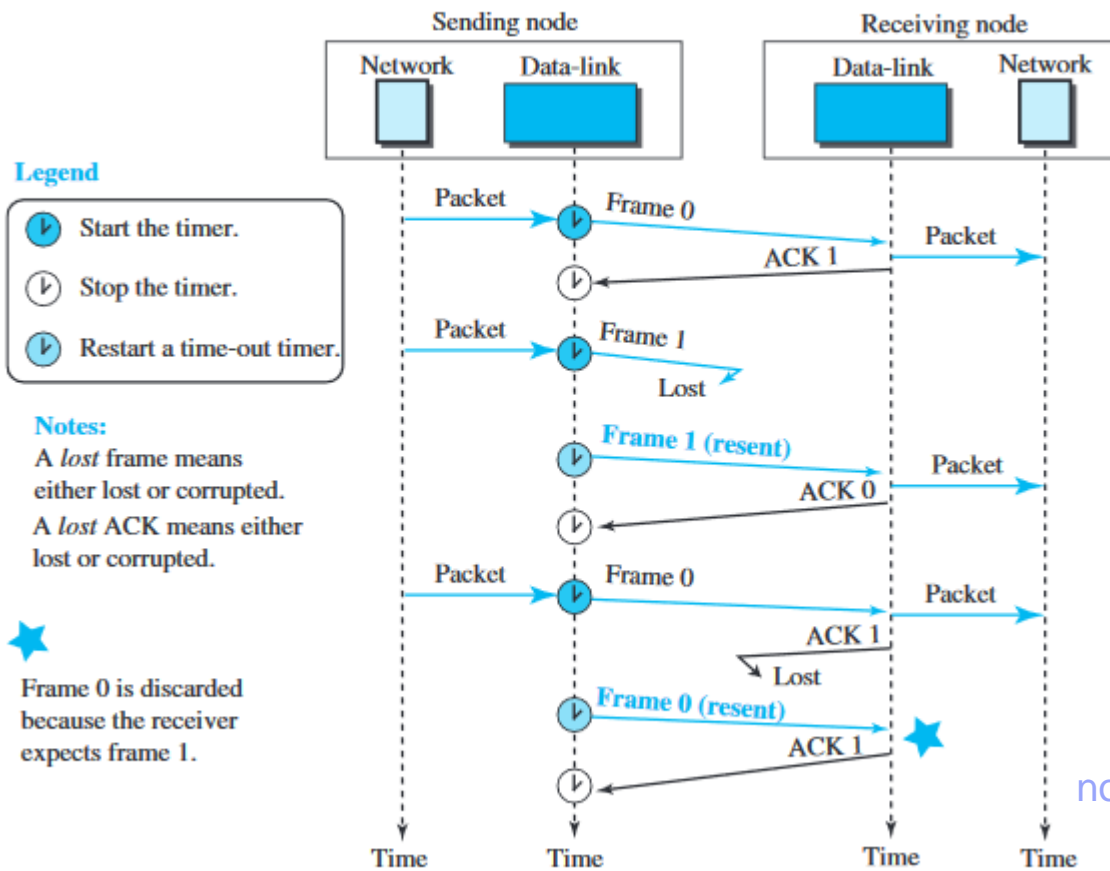 Sending node
Receiving node
Network
Data-link
Data-link
Network
Legend
Start the timer.
Stop the timer.
Restart a time-out timer.
Notes:
A lost frame means
either lost or corrupted.
A lost ACK means either
lost or corrupted.
Frame 0 is discarded
because the receiver
expects frame 1.
Packet
Frame 0
Packet
ACK 1
Packet
Frame 1
Lost
Frame 1 (resent)
Packet
ACK 0
Packet
Frame 0
Packet
ACK 1
Lost
Frame 0 (resent)
ACK 1
Time
Time
Time
Time